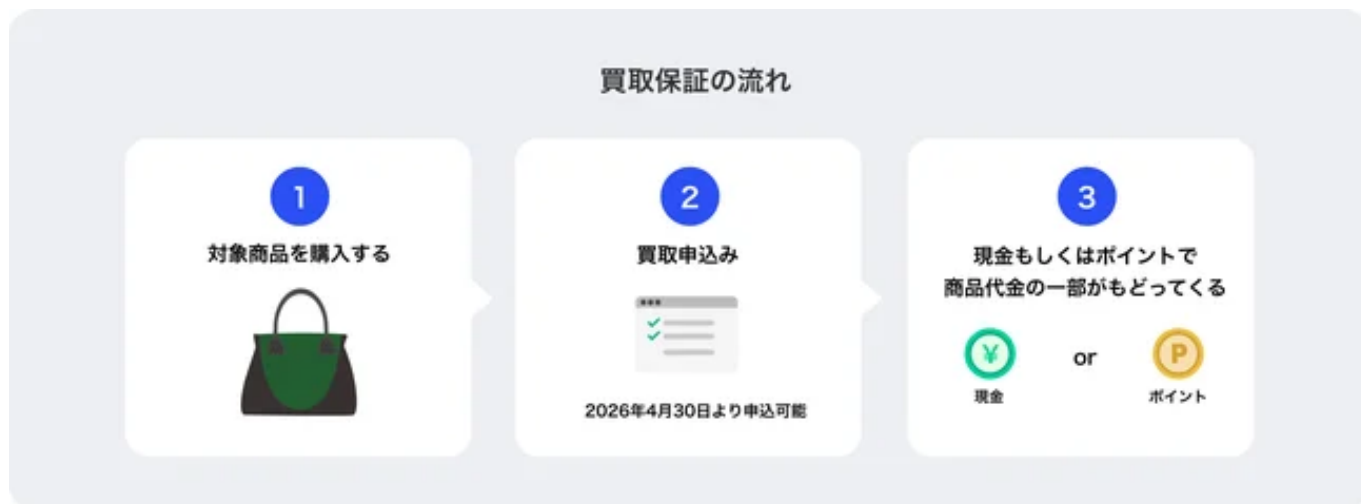 買取保証の流れ
1
対象商品を購入する
2
買取申込み
2026年4月30日より申込可能
3
現金もしくはポイントで
商品代金の一部がもどってくる
¥
現金
or
P
ポイント